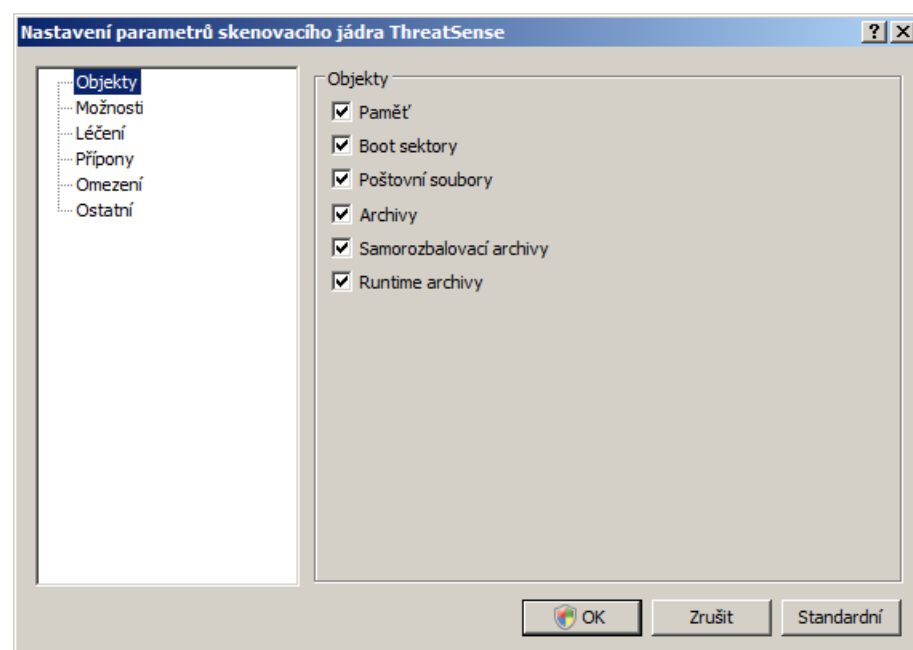 Nastavení parametrů skenovacího jádra ThreatSense
Objekty
Možnosti
Léčení
Přípony
Omezení
Ostatní
Objekty
Paměť
Boot sektory
Poštovní soubory
Archivy
Samorozbalovací archivy
Runtime archivy
OK
Zrušit
Standardní